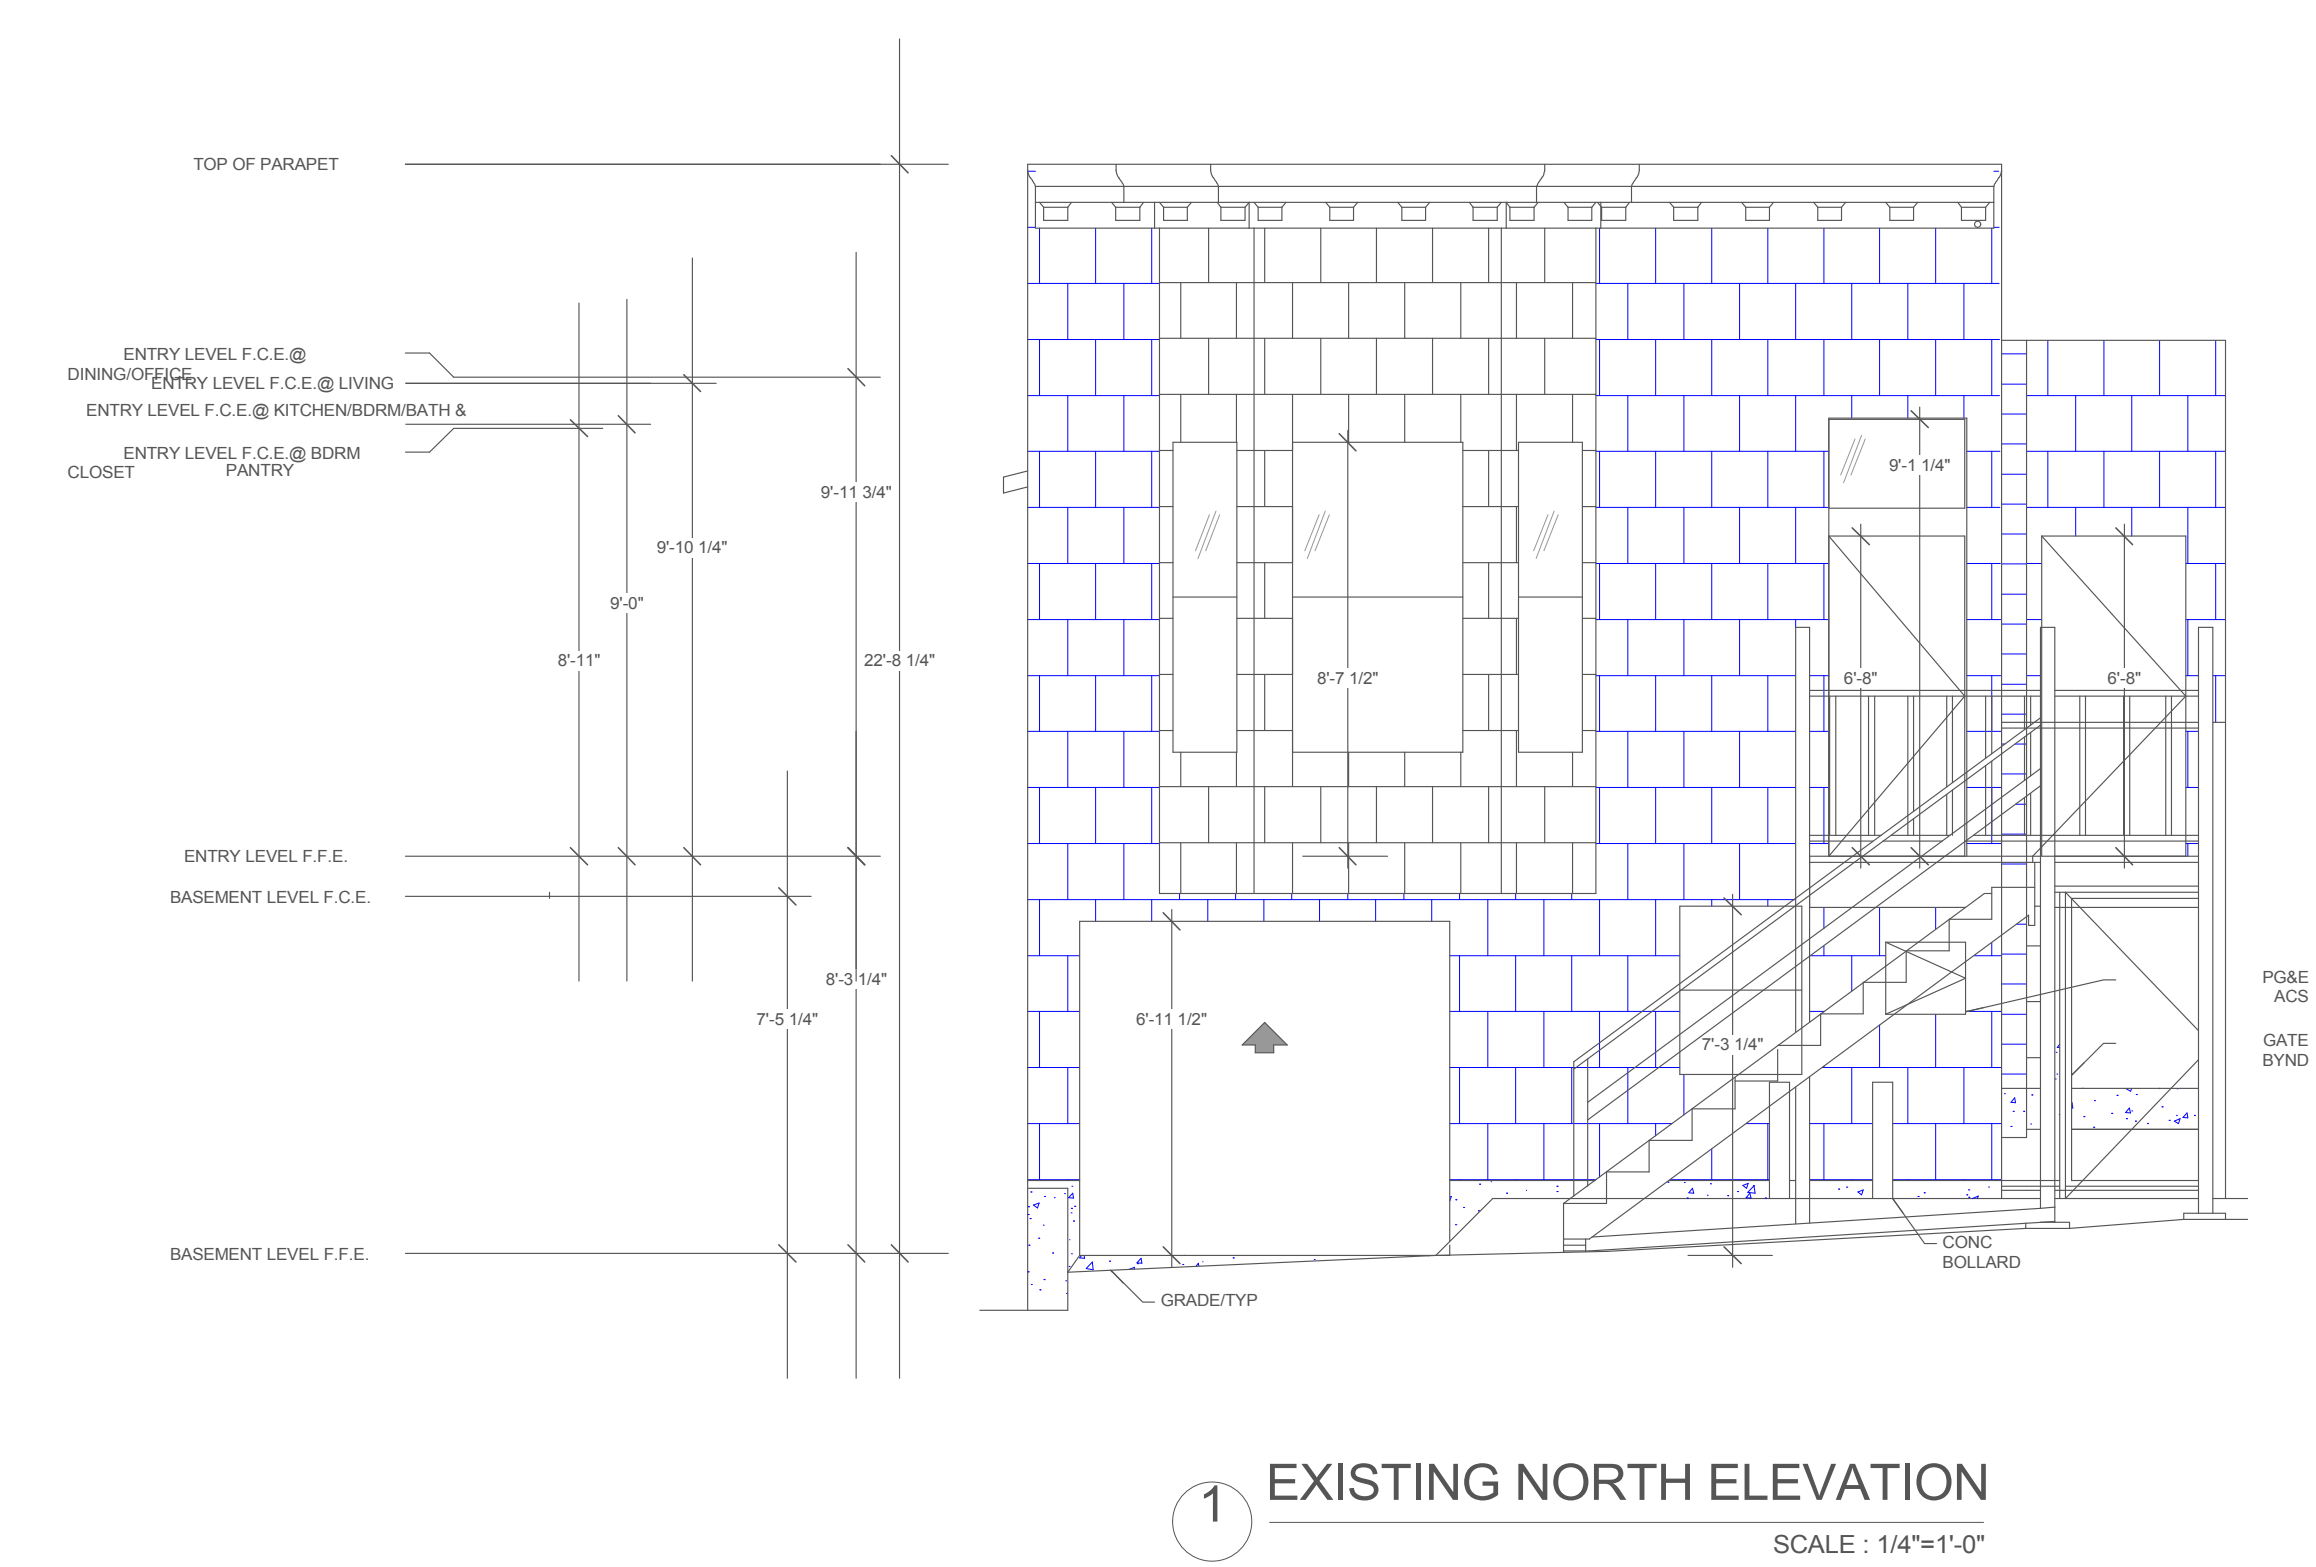 TOP OF PARAPET
ENTRY LEVEL F.C.E.@
DINING/OFFICE
ENTRY LEVEL F.C.E.@ LIVING
ENTRY LEVEL F.C.E.@ KITCHEN/BDRM/BATH &
PANTRY
ENTRY LEVEL F.C.E.@ BDRM
CLOSET
9'-1 1/4"
9'-11 3/4"
9'-10 1/4"
9'-0"
8'-11"
22'-8 1/4"
8'-7 1/2"
6'-8"
6'-8"
ENTRY LEVEL F.F.E.
BASEMENT LEVEL F.C.E.
8'-3 1/4"
7'-5 1/4"
6'-11 1/2"
7'-3 1/4"
PG&E
ACS
GATE
BYND
BASEMENT LEVEL F.F.E.
CONC
BOLLARD
GRADE/TYP
1
EXISTING NORTH ELEVATION
SCALE : 1/4"=1'-0"